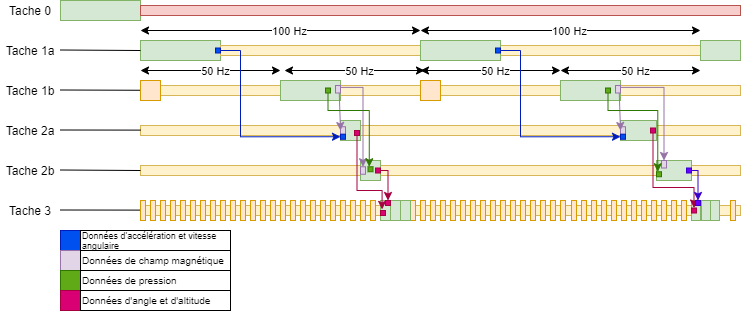 Tache 0
100 Hz
100 Hz
Tache 1a
50 Hz
50 Hz
50 Hz
50 Hz
Tache 1b
Tache 2a
Tache 2b
Tache 3
Données d'accélération et vitesse
angulaire
Données de champ magnétique
Données de pression
Données d'angle et d'altitude